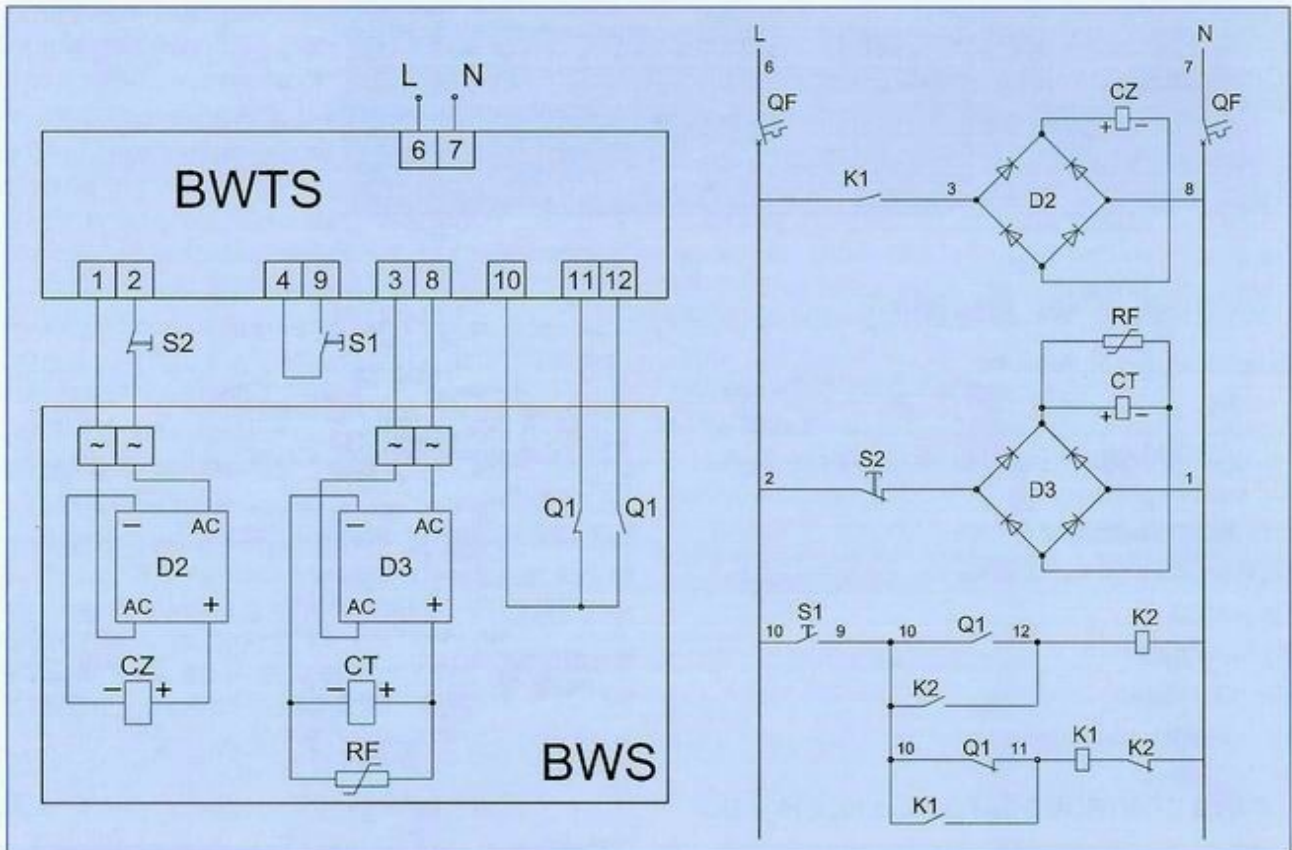 L N
6 7
BWTS
1 2 4 9 3 8 10 11 12
S2 S1
~ ~ ~ ~
Q1 Q1
− AC − AC
D2 D3
AC + AC +
CZ CT
− + − +
RF
BWS
L N
6 7
QF CZ QF
+ −
K1 3 D2 8
RF
CT
+ −
2 S2 D3 1
10 S1 9 10 Q1 12 K2
K2
10 Q1 11 K1 K2
K1